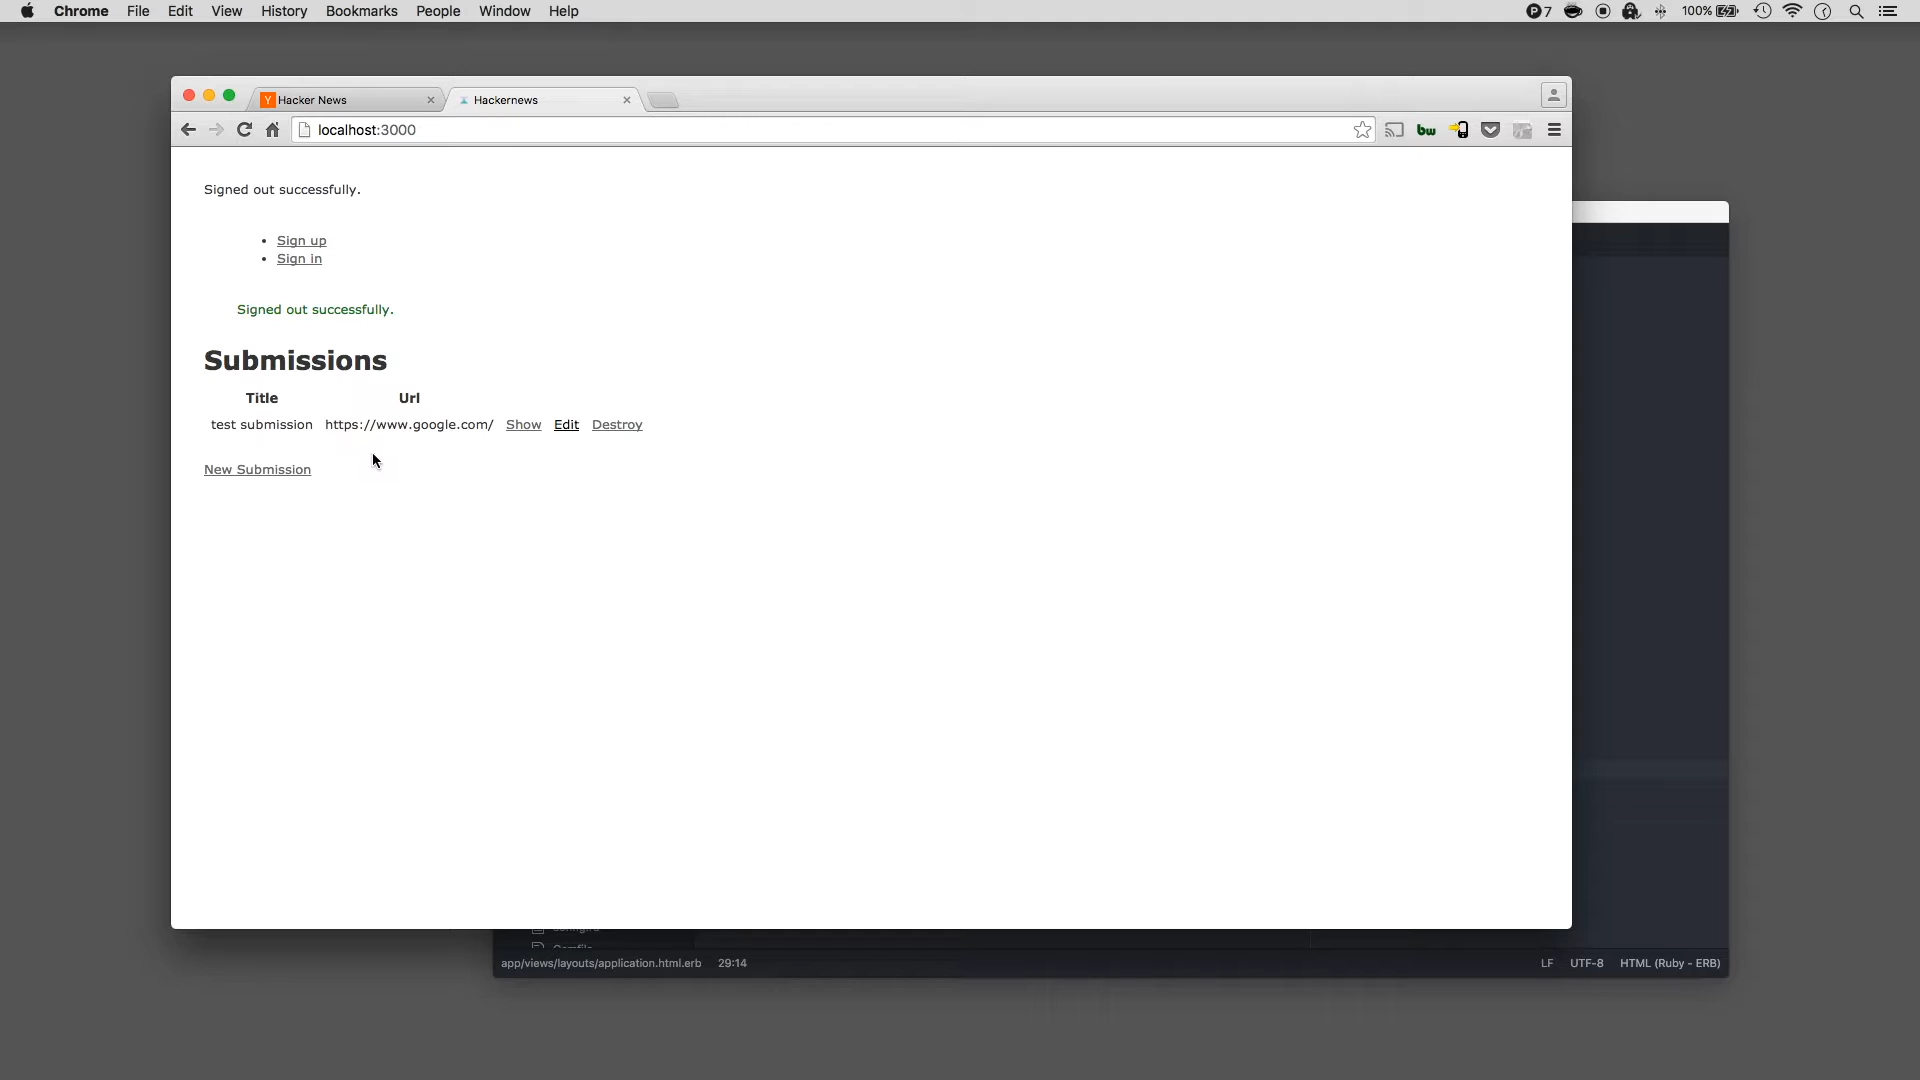 Chrome File Edit View History Bookmarks People Window Help 7 100%
Hacker News Hackernews
localhost:3000 bw
Signed out successfully.
Sign up
Sign in
Signed out successfully.
Submissions
Title Url
test submission https://www.google.com/ Show Edit Destroy
New Submission
app/views/layouts/application.html.erb 29:14 LF UTF-8 HTML (Ruby - ERB)